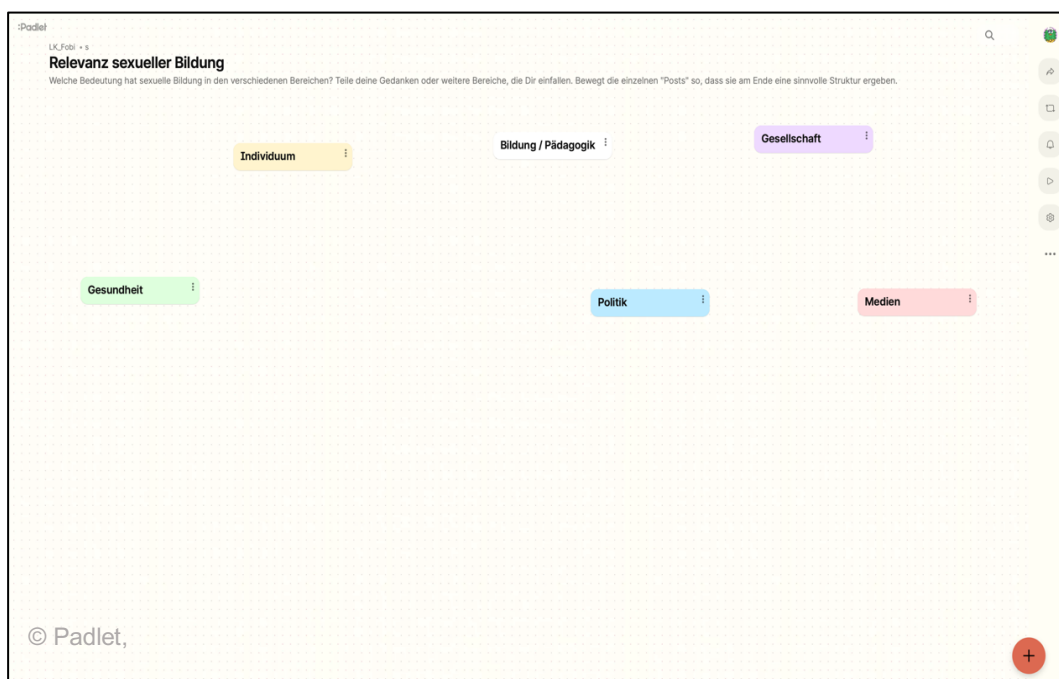 :Padlet
LK_Fobi • s
Relevanz sexueller Bildung
Welche Bedeutung hat sexuelle Bildung in den verschiedenen Bereichen? Teile deine Gedanken oder weitere Bereiche, die Dir einfallen. Bewegt die einzelnen "Posts" so, dass sie am Ende eine sinnvolle Struktur ergeben.
Individuum
Bildung / Pädagogik
Gesellschaft
Gesundheit
Politik
Medien
© Padlet,